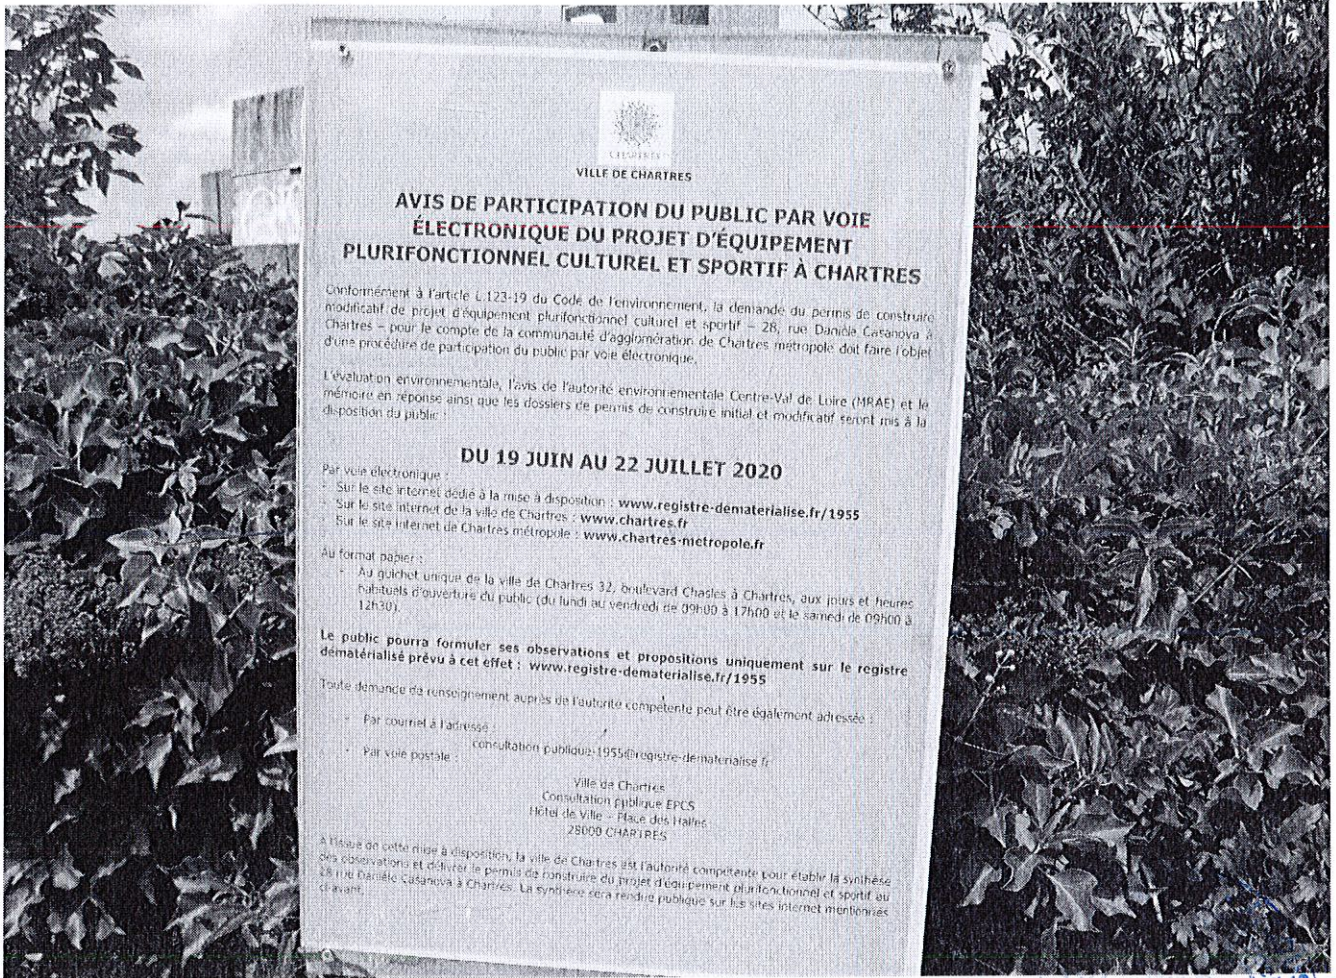 CHARTRES
VILLE DE CHARTRES
AVIS DE PARTICIPATION DU PUBLIC PAR VOIE
ÉLECTRONIQUE DU PROJET D'ÉQUIPEMENT
PLURIFONCTIONNEL CULTUREL ET SPORTIF À CHARTRES
Conformément à l'article L.123-19 du Code de l'environnement, la demande du permis de construire
modificatif de projet d'équipement plurifonctionnel culturel et sportif – 28, rue Danièla Casanova à
Chartres – pour le compte de la communauté d'agglomération de Chartres métropole doit faire l'objet
d'une procédure de participation du public par voie électronique.
L'évaluation environnementale, l'avis de l'autorité environnementale Centre-Val de Loire (MRAE) et le
mémoire en réponse ainsi que les dossiers de permis de construire initial et modificatif seront mis à la
disposition du public :
DU 19 JUIN AU 22 JUILLET 2020
Par voie électronique :
- Sur le site internet dédié à la mise à disposition : www.registre-dematerialise.fr/1955
- Sur le site internet de la ville de Chartres : www.chartres.fr
- Sur le site internet de Chartres métropole : www.chartres-metropole.fr
Au format papier :
- Au guichet unique de la ville de Chartres 32, boulevard Chasles à Chartres, aux jours et heures
habituels d'ouverture du public (du lundi au vendredi de 09h00 à 17h00 et le samedi de 09h00 à
12h30).
Le public pourra formuler ses observations et propositions uniquement sur le registre
dématérialisé prévu à cet effet : www.registre-dematerialise.fr/1955
Toute demande de renseignement auprès de l'autorité compétente peut être également adressée :
- Par courriel à l'adresse :
consultation-publique-1955@registre-dematerialise.fr
- Par voie postale :
Ville de Chartres
Consultation publique EPCS
Hôtel de Ville – Place des Halles
28000 CHARTRES
A l'issue de cette mise à disposition, la ville de Chartres est l'autorité compétente pour établir la synthèse
des observations et délivrer le permis de construire du projet d'équipement plurifonctionnel et sportif au
28 rue Danièle Casanova à Chartres. La synthèse sera rendue publique sur les sites internet mentionnés
ci-avant.